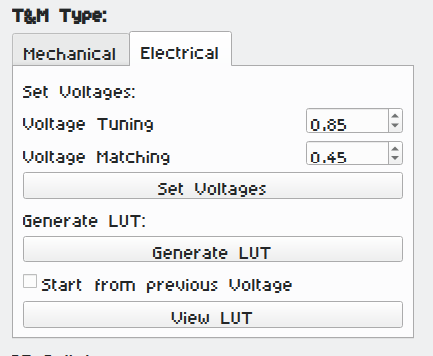 T&M Type:
Mechanical Electrical
Set Voltages:
Voltage Tuning 0.85
Voltage Matching 0.45
Set Voltages
Generate LUT:
Generate LUT
Start from previous Voltage
View LUT